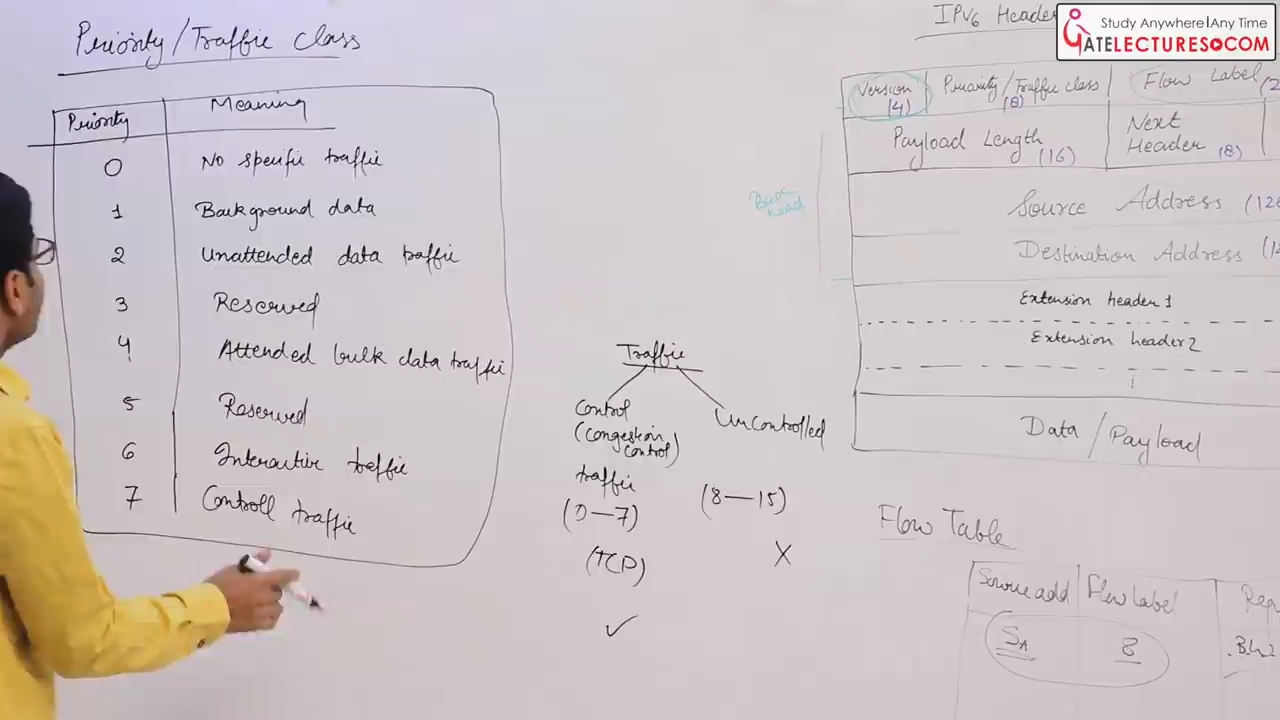 Priority/Traffic class
Priority Meaning
0 No specific traffic
1 Background data
2 Unattended data traffic
3 Reserved
4 Attended bulk data traffic
5 Reserved
6 Interactive traffic
7 Controll traffic
Traffic
Control
(congestion
control)
traffic
(0—7)
(TCP)
✓
Uncontrolled
(8—15)
X
IPV6 Header
Study Anywhere|Any Time
GATELECTURES.COM
Version (4) Priority/Traffic class (8) Flow Label
Payload Length (16) Next Header (8)
Source Address
Destination Address
Extension header 1
Extension header 2
Data/Payload
Base
head
Flow Table
Source add Flow label
SA 8